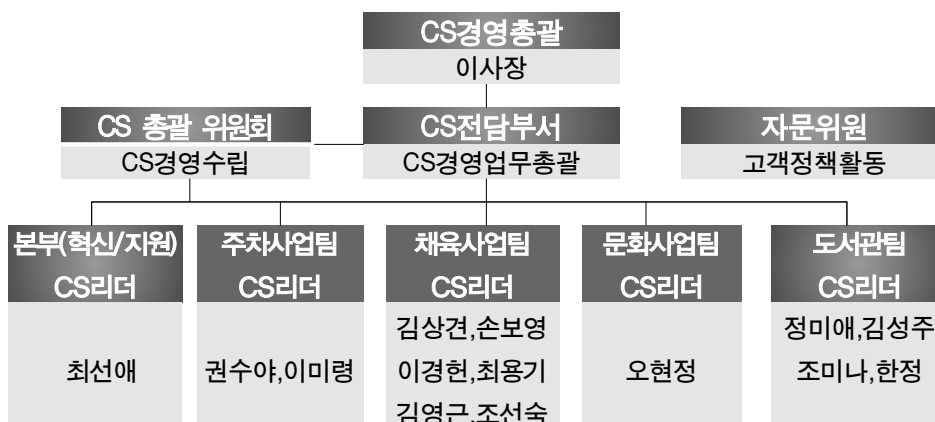 CS경영총괄
이사장
CS 총괄 위원회
CS경영수립
CS전담부서
CS경영업무총괄
자문위원
고객정책활동
본부(혁신/지원)
CS리더
최선애
주차사업팀
CS리더
권수야,이미령
채육사업팀
CS리더
김상견,손보영
이경헌,최용기
김영근,조선숙
문화사업팀
CS리더
오현정
도서관팀
CS리더
정미애,김성주
조미나,한정